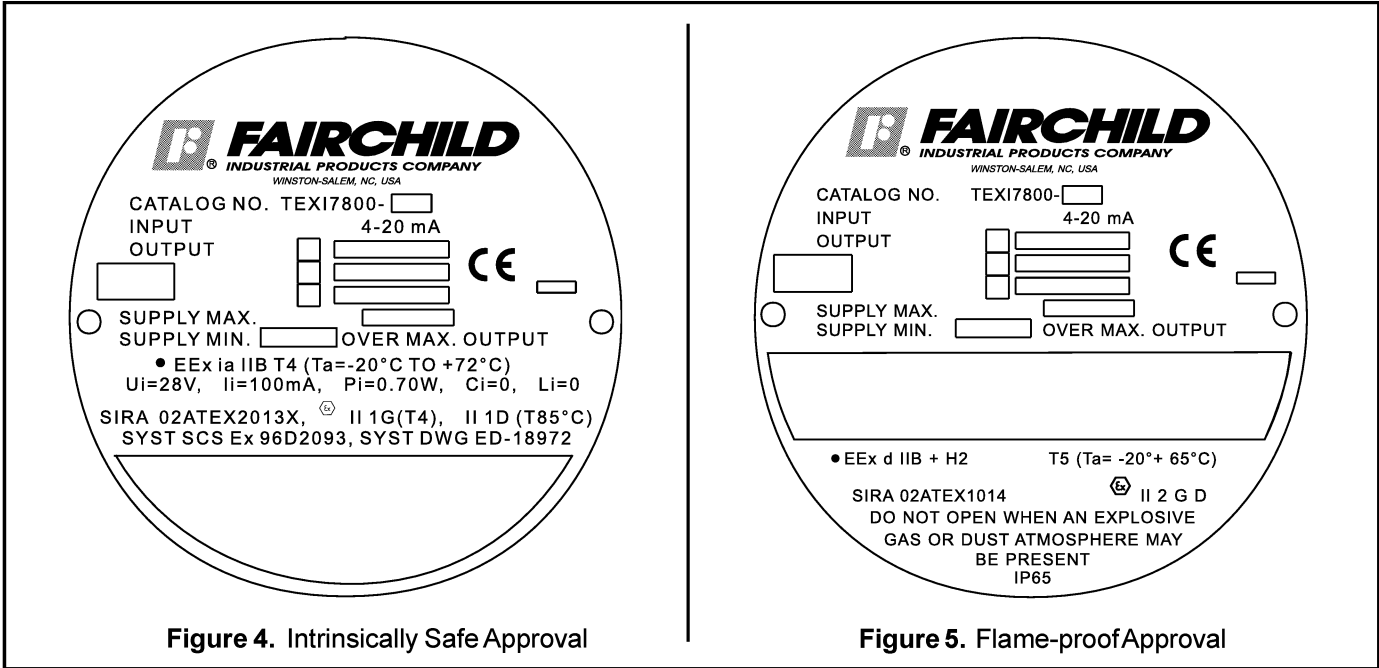 FAIRCHILD
®
INDUSTRIAL PRODUCTS COMPANY
WINSTON-SALEM, NC, USA
CATALOG NO. TEXI7800-
INPUT 4-20 mA
OUTPUT
CE
SUPPLY MAX.
SUPPLY MIN. OVER MAX. OUTPUT
• EEx ia IIB T4 (Ta=-20°C TO +72°C)
Ui=28V, Ii=100mA, Pi=0.70W, Ci=0, Li=0
SIRA 02ATEX2013X, Ex II 1G(T4), II 1D (T85°C)
SYST SCS Ex 96D2093, SYST DWG ED-18972
Figure 4. Intrinsically Safe Approval
FAIRCHILD
®
INDUSTRIAL PRODUCTS COMPANY
WINSTON-SALEM, NC, USA
CATALOG NO. TEXI7800-
INPUT 4-20 mA
OUTPUT
CE
SUPPLY MAX.
SUPPLY MIN. OVER MAX. OUTPUT
• EEx d IIB + H2 T5 (Ta= -20°+ 65°C)
SIRA 02ATEX1014 Ex II 2 G D
DO NOT OPEN WHEN AN EXPLOSIVE
GAS OR DUST ATMOSPHERE MAY
BE PRESENT
IP65
Figure 5. Flame-proof Approval